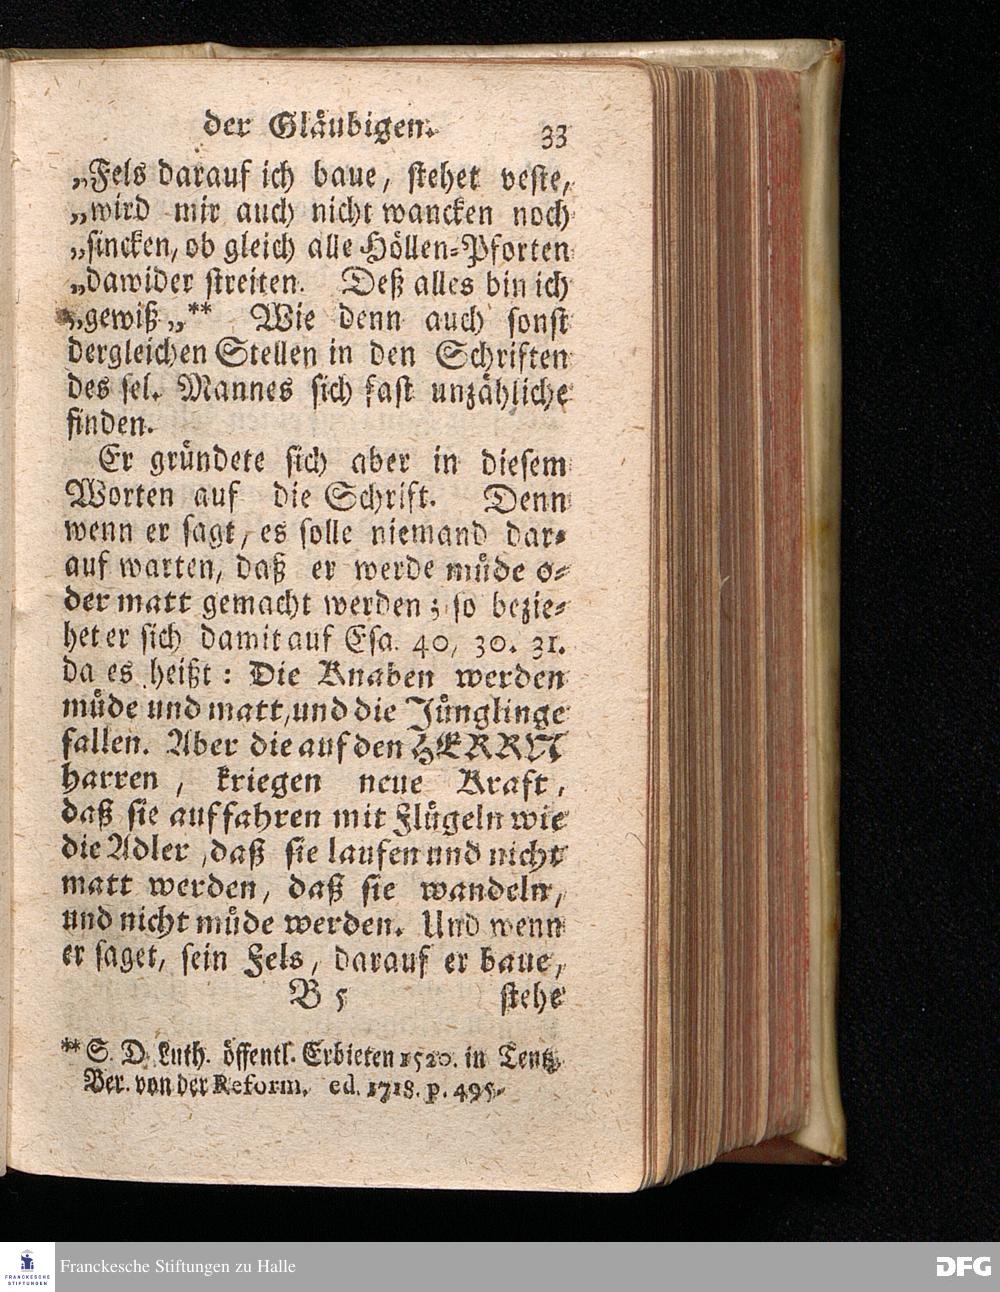 der Gläubigen. 33
„Fels darauf ich baue, stehet veste,
„wird mir auch nicht wancken noch
„sincken, ob gleich alle Höllen-Pforten
„dawider streiten. Deß alles bin ich
„gewiß„** Wie denn auch sonst
dergleichen Stellen in den Schriften
des sel. Mannes sich fast unzähliche
finden.
Er gründete sich aber in diesem
Worten auf die Schrift. Denn
wenn er sagt, es solle niemand dar-
auf warten, daß er werde müde o-
der matt gemacht werden; so bezie-
het er sich damit auf Esa. 40, 30. 31.
da es heißt: Die Knaben werden
müde und matt, und die Jünglinge
fallen. Aber die auf den HERRN
harren, kriegen neue Kraft,
daß sie auffahren mit Flügeln wie
die Adler, daß sie laufen und nicht
matt werden, daß sie wandeln,
und nicht müde werden. Und wenn
er saget, sein Fels, darauf er baue,
B 5 stehe
** S. D. Luth. öffentl. Erbieten 1520. in Tentz.
Ber. von der Reform. ed. 1718. p. 495.
FRANCKESCHE
STIFTUNGEN
Franckesche Stiftungen zu Halle
DFG